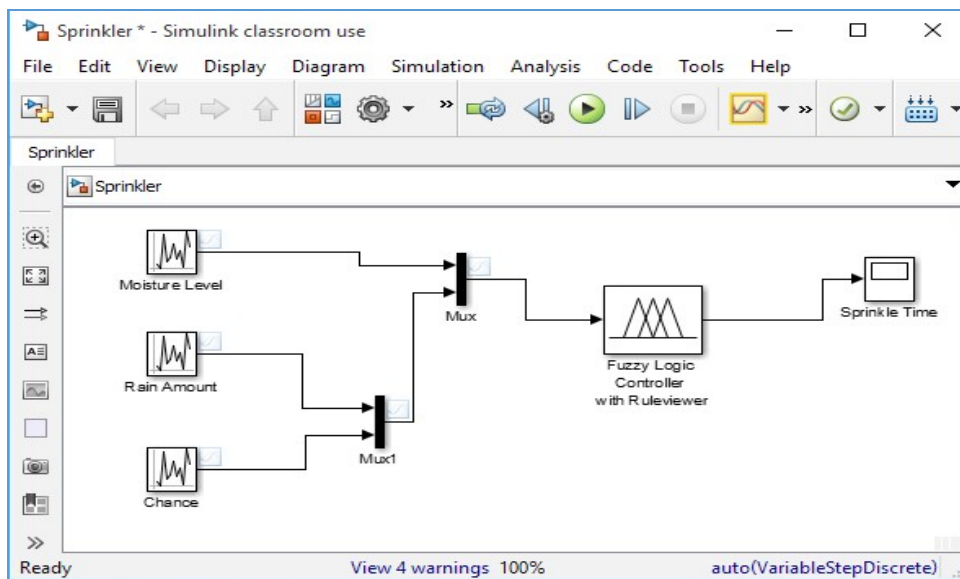 Sprinkler * - Simulink classroom use
File Edit View Display Diagram Simulation Analysis Code Tools Help
Sprinkler
Sprinkler
Moisture Level
Mux
Sprinkle Time
Rain Amount
Fuzzy Logic
Controller
with Ruleviewer
Mux1
Chance
Ready View 4 warnings 100% auto(VariableStepDiscrete)